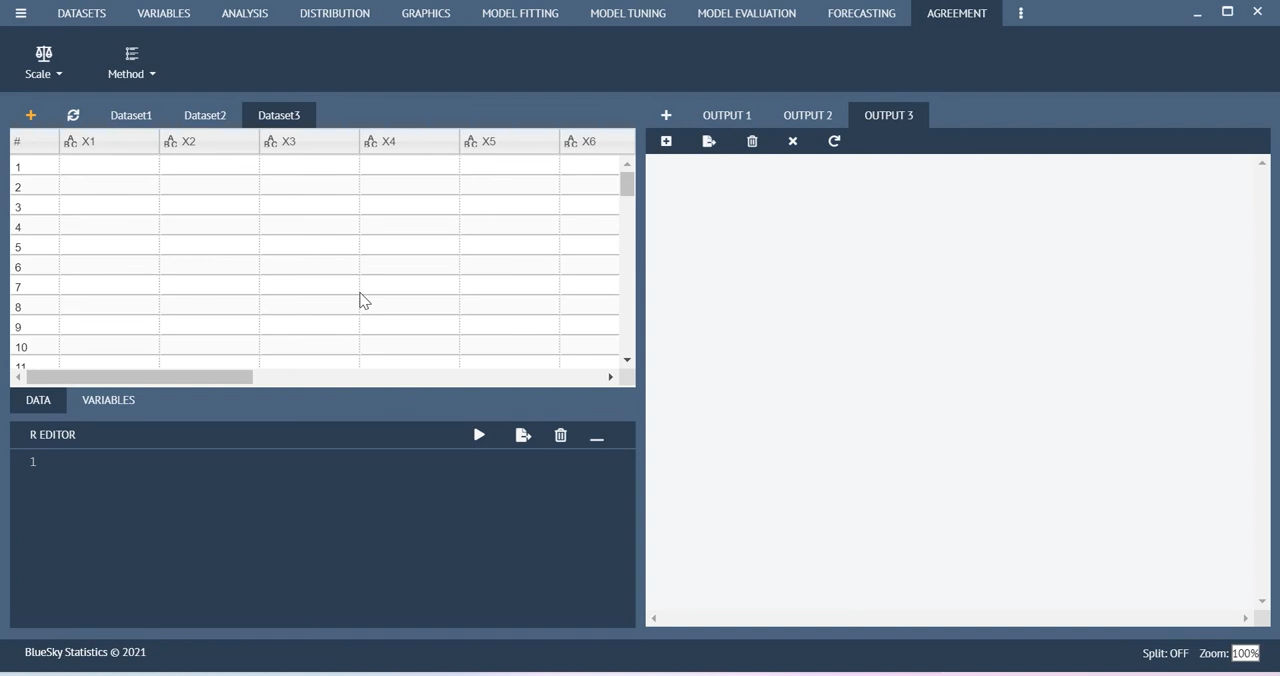 DATASETS VARIABLES ANALYSIS DISTRIBUTION GRAPHICS MODEL FITTING MODEL TUNING MODEL EVALUATION FORECASTING AGREEMENT
Scale Method
Dataset1 Dataset2 Dataset3
# X1 X2 X3 X4 X5 X6
1
2
3
4
5
6
7
8
9
10
11
DATA VARIABLES
R EDITOR
1
OUTPUT 1 OUTPUT 2 OUTPUT 3
BlueSky Statistics © 2021
Split: OFF Zoom: 100%